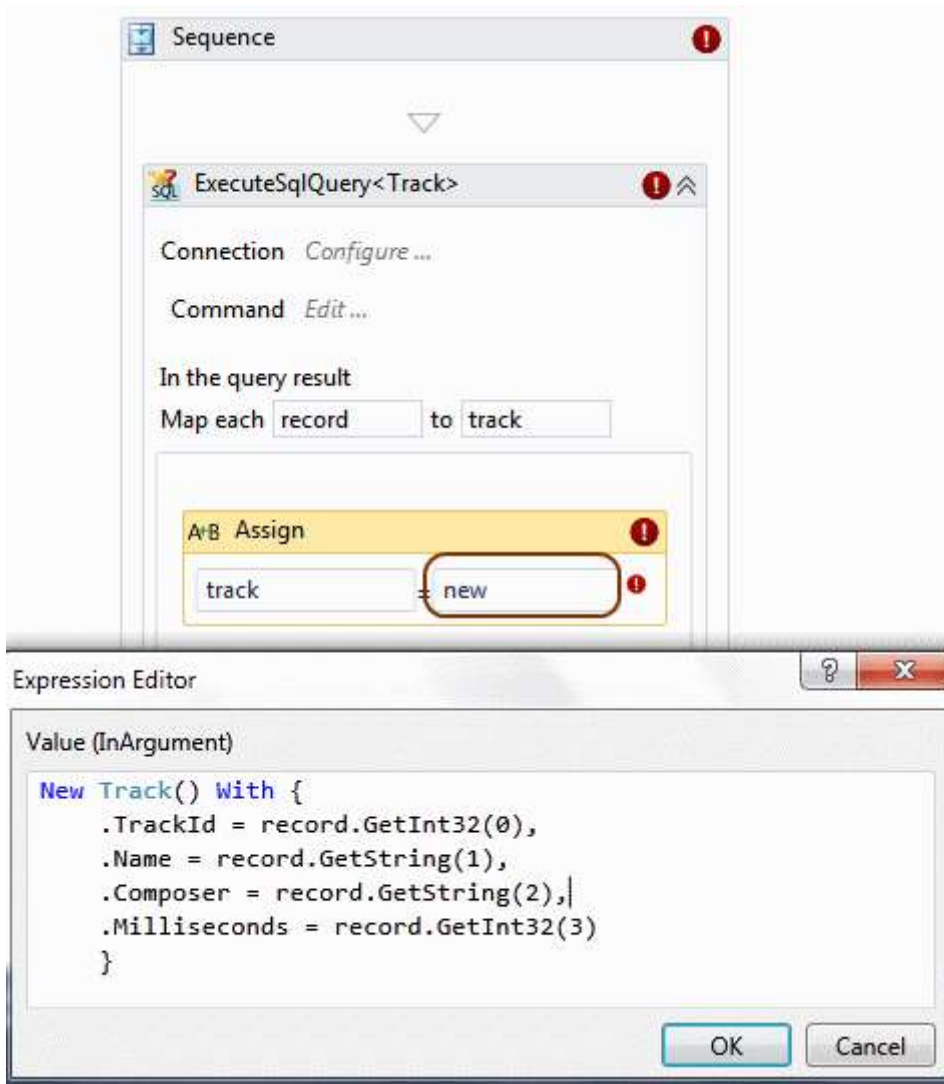 Sequence
SQL ExecuteSqlQuery<Track>
Connection Configure ...
Command Edit ...
In the query result
Map each record to track
A+B Assign
track = new
Expression Editor
Value (InArgument)
New Track() With {
.TrackId = record.GetInt32(0),
.Name = record.GetString(1),
.Composer = record.GetString(2),
.Milliseconds = record.GetInt32(3)
}
OK Cancel